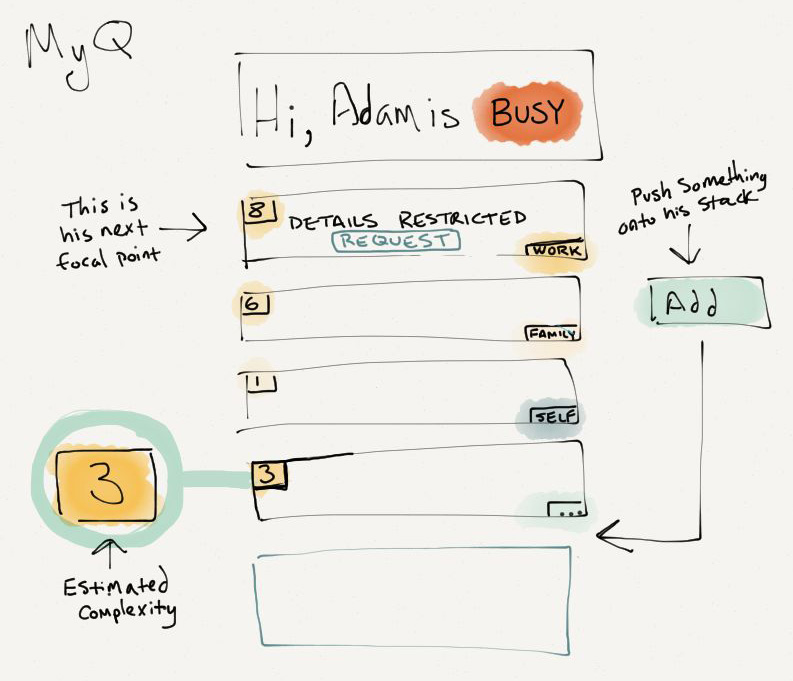 MyQ
Hi, Adam is BUSY
This is
his next
focal point
8
DETAILS RESTRICTED
REQUEST
WORK
Push Something
onto his stack
Add
6
FAMILY
1
SELF
3
3
...
Estimated
Complexity